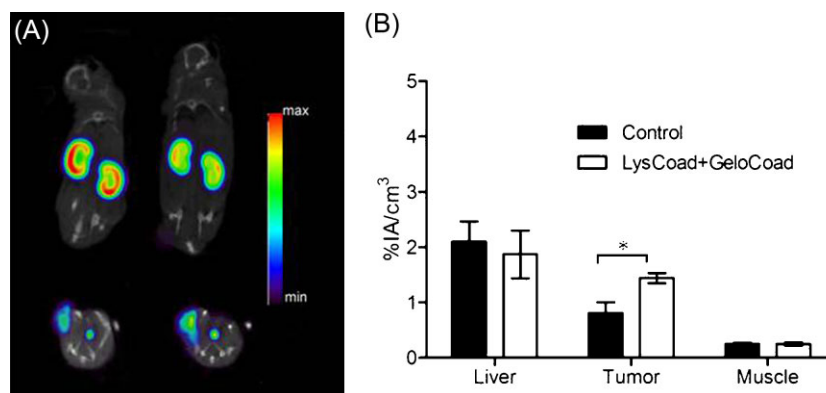 (A)
max
min
(B)
%IA/cm³
5
4
3
2
1
0
Control
LysCoad+GeloCoad
*
Liver Tumor Muscle